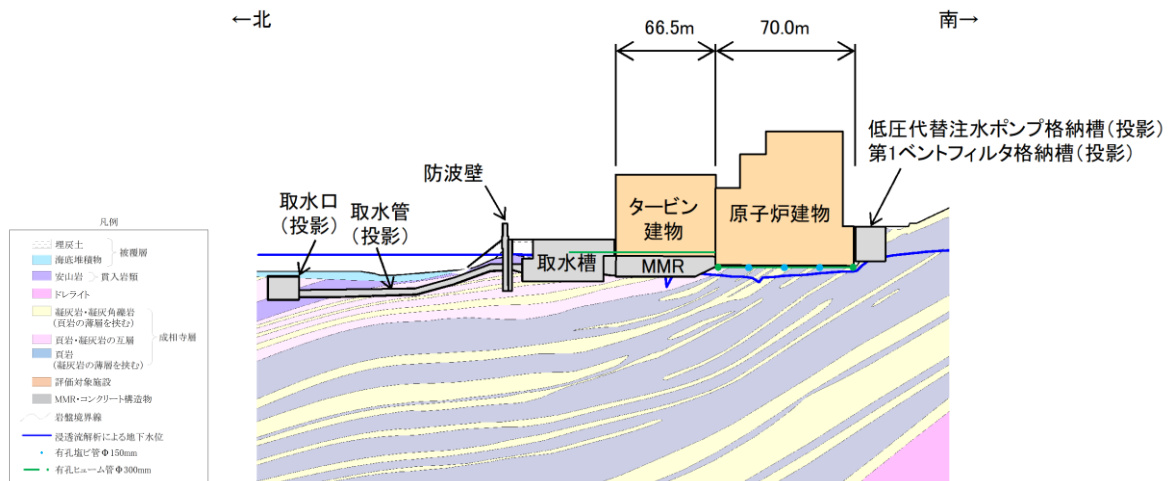 ←北
南→
66.5m
70.0m
低圧代替注水ポンプ格納槽(投影)
第1ベントフィルタ格納槽(投影)
防波壁
取水口
(投影)
取水管
(投影)
タービン
建物
原子炉建物
取水槽
MMR
凡例
埋戻土
海底堆積物
被覆層
安山岩
貫入岩類
ドレライト
凝灰岩・凝灰角礫岩
(頁岩の薄層を挟む)
頁岩・凝灰岩の互層
成相寺層
頁岩
(凝灰岩の薄層を挟む)
評価対象施設
MMR・コンクリート構造物
岩盤境界線
浸透流解析による地下水位
有孔塩ビ管Φ150mm
有孔ヒューム管Φ300mm